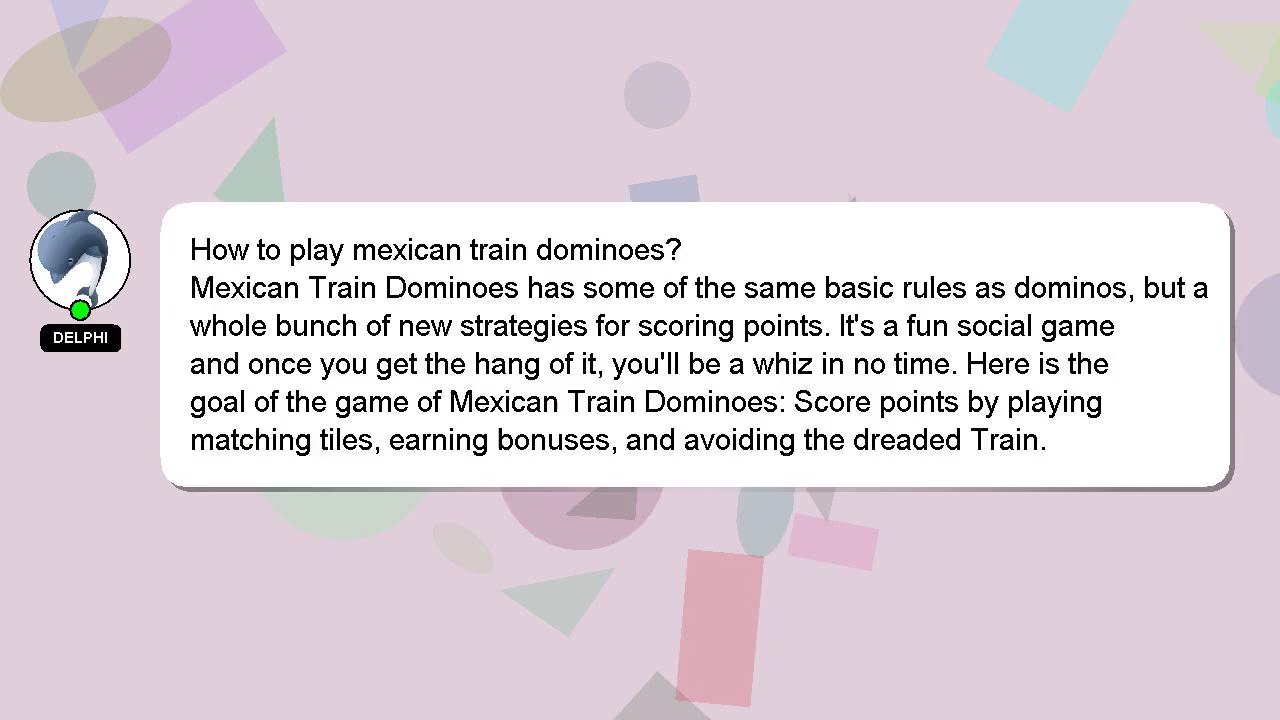 How to play mexican train dominoes?
Mexican Train Dominoes has some of the same basic rules as dominos, but a
whole bunch of new strategies for scoring points. It's a fun social game
and once you get the hang of it, you'll be a whiz in no time. Here is the
goal of the game of Mexican Train Dominoes: Score points by playing
matching tiles, earning bonuses, and avoiding the dreaded Train.
DELPHI